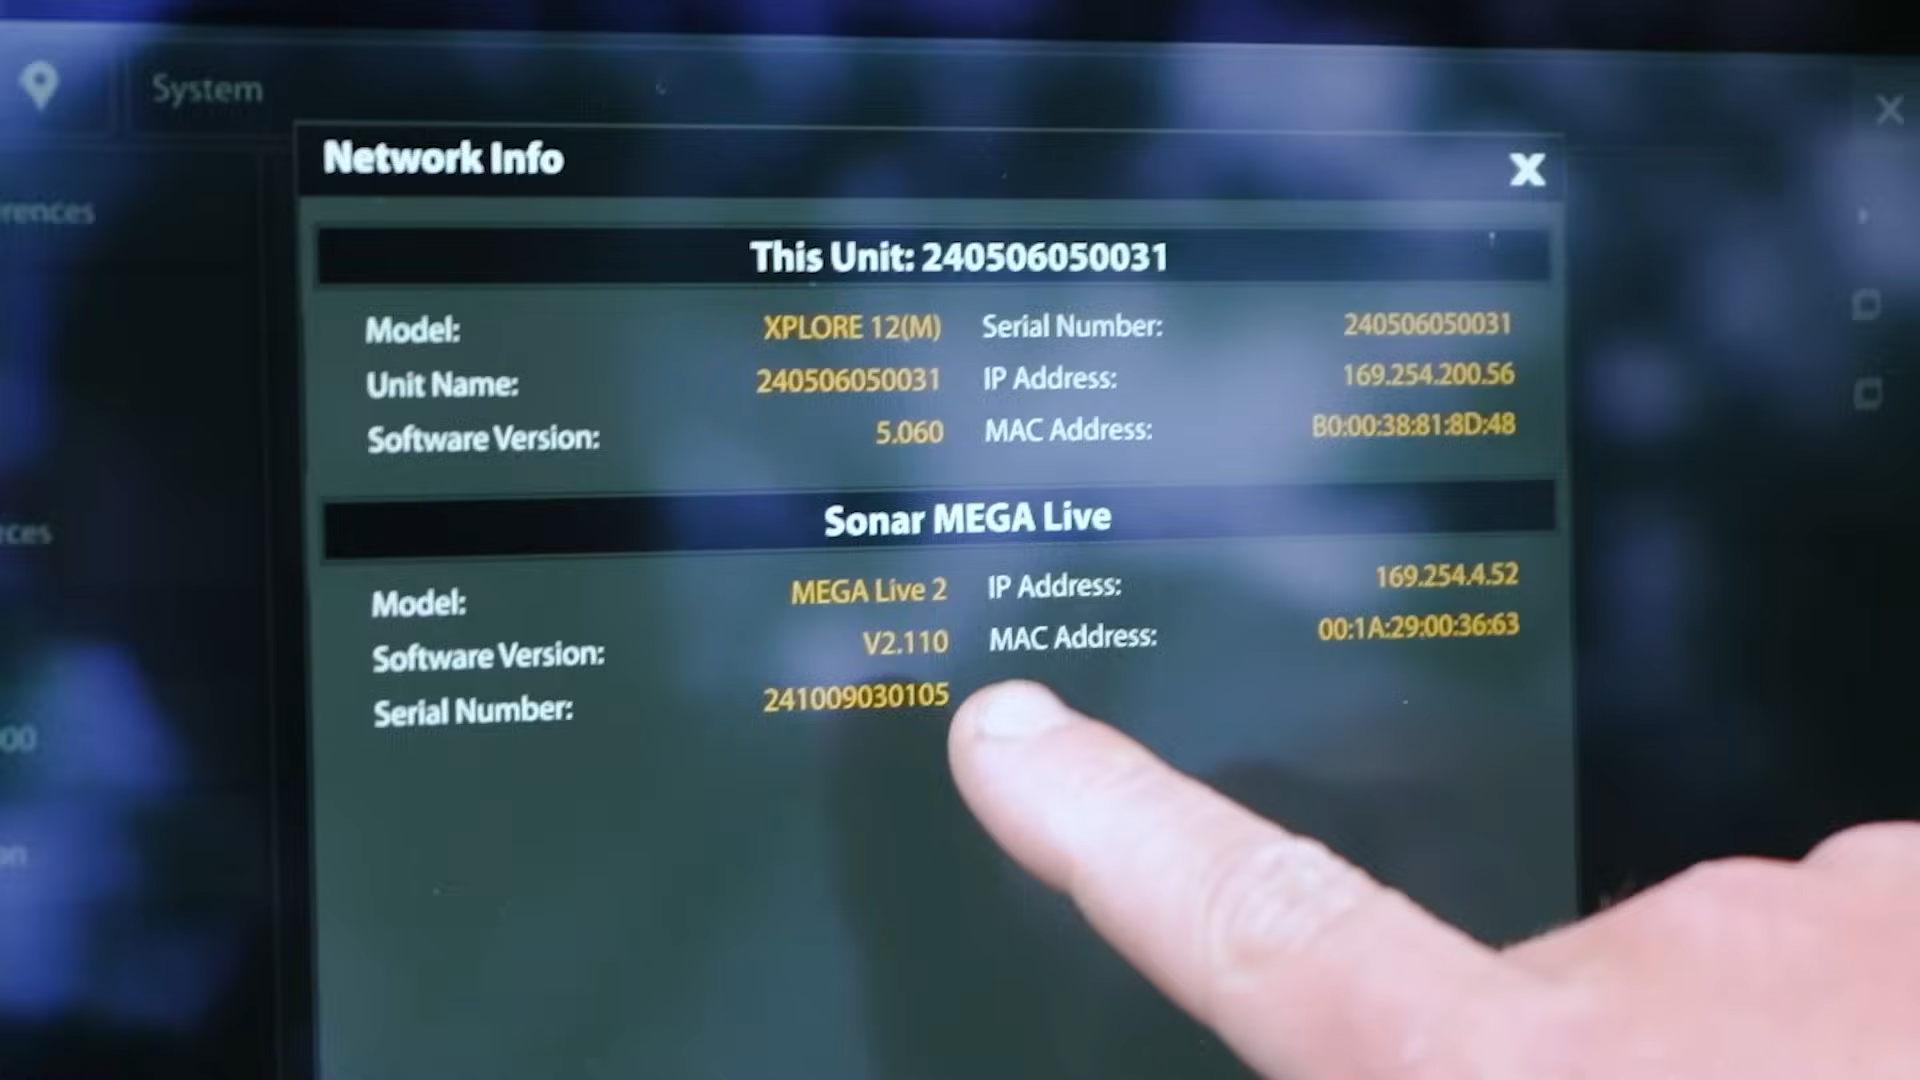 System
Network Info
X
This Unit: 240506050031
Model: XPLORE 12(M) Serial Number: 240506050031
Unit Name: 240506050031 IP Address: 169.254.200.56
Software Version: 5.060 MAC Address: B0:00:38:81:8D:48
Sonar MEGA Live
Model: MEGA Live 2 IP Address: 169.254.4.52
Software Version: V2.110 MAC Address: 00:1A:29:00:36:63
Serial Number: 241009030105